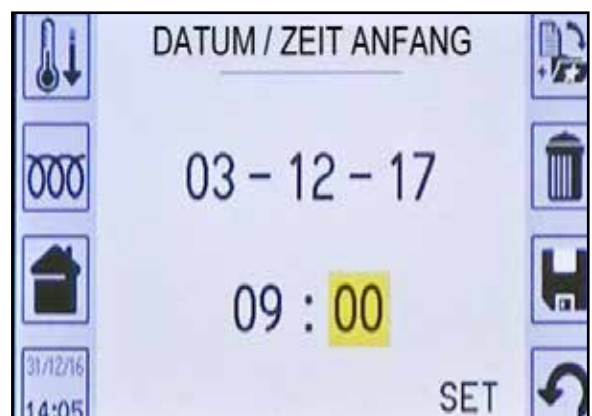 DATUM / ZEIT ANFANG
03 - 12 - 17
09 : 00
31/12/16
14:05
SET